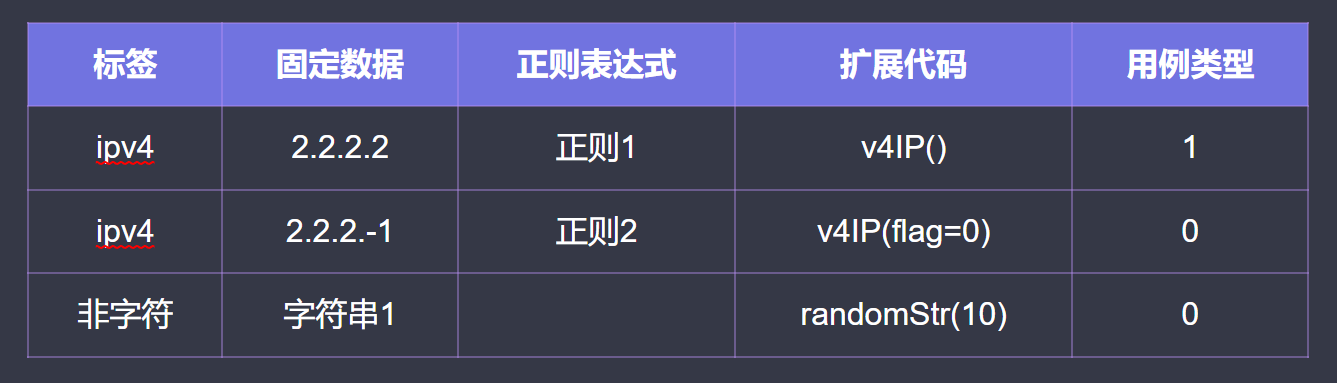 标签 固定数据 正则表达式 扩展代码 用例类型
ipv4 2.2.2.2 正则1 v4IP() 1
ipv4 2.2.2.-1 正则2 v4IP(flag=0) 0
非字符 字符串1 randomStr(10) 0